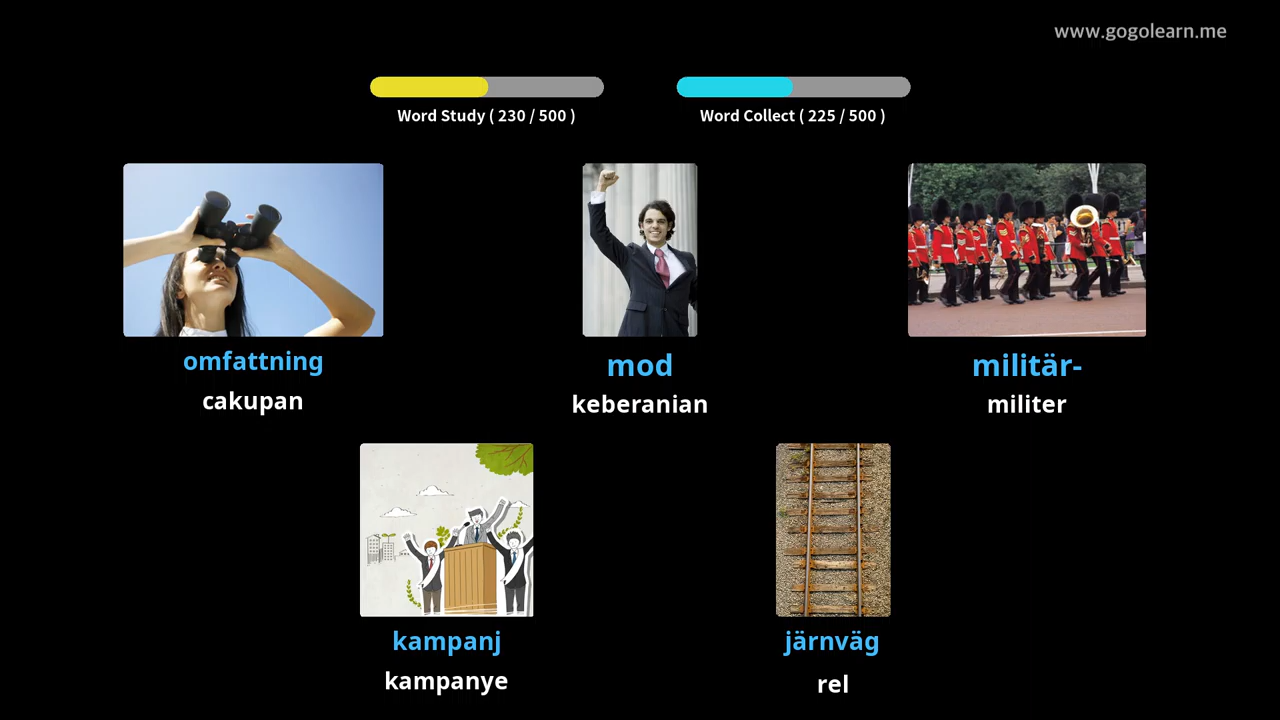 www.gogolearn.me
Word Study ( 230 / 500 )
Word Collect ( 225 / 500 )
omfattning
cakupan
mod
keberanian
militär-
militer
kampanj
kampanye
järnväg
rel